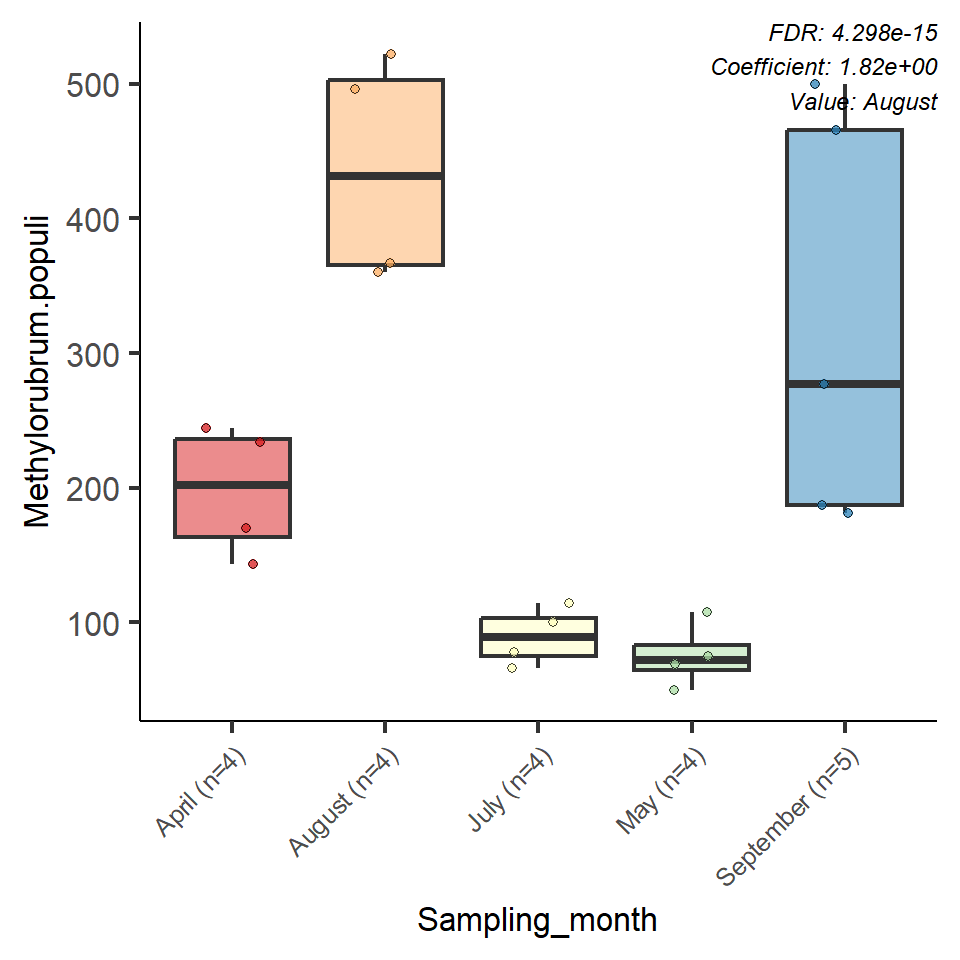 FDR: 4.298e-15
Coefficient: 1.82e+00
Value: August
500
400
300
200
100
Methylorubrum.populi
April (n=4)
August (n=4)
July (n=4)
May (n=4)
September (n=5)
Sampling_month